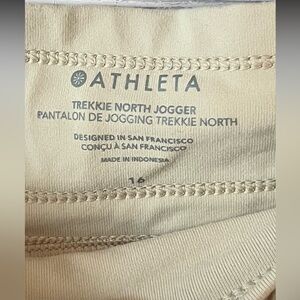 ATHLETA
TREKKIE NORTH JOGGER
PANTALON DE JOGGING TREKKIE NORTH
DESIGNED IN SAN FRANCISCO
CONÇU À SAN FRANCISCO
MADE IN INDONESIA
16